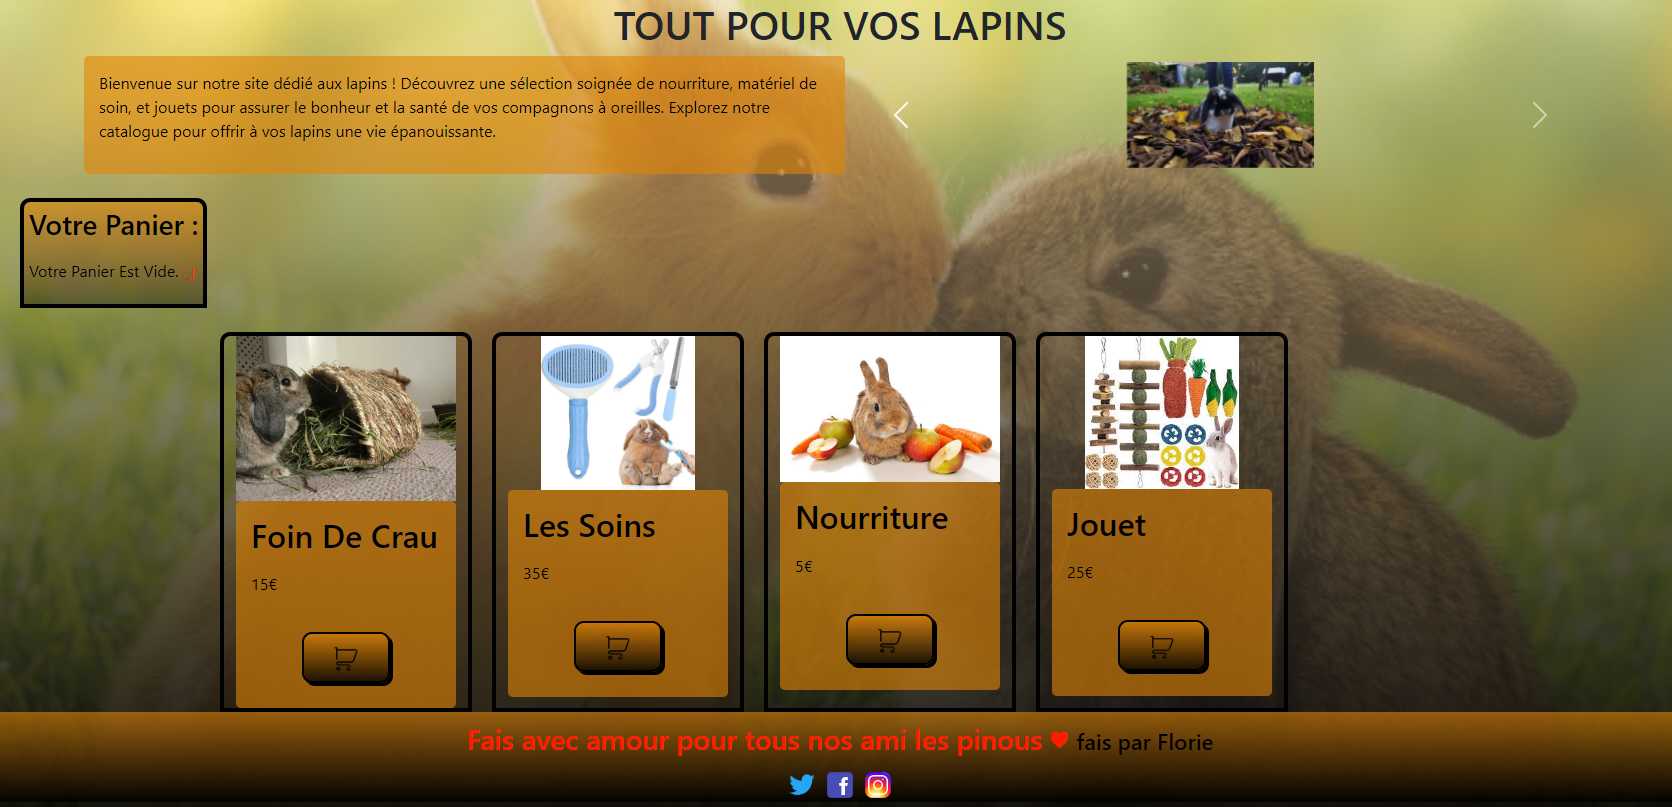 TOUT POUR VOS LAPINS
Bienvenue sur notre site dédié aux lapins ! Découvrez une sélection soignée de nourriture, matériel de
soin, et jouets pour assurer le bonheur et la santé de vos compagnons à oreilles. Explorez notre
catalogue pour offrir à vos lapins une vie épanouissante.
Votre Panier :
Votre Panier Est Vide. :(
Foin De Crau
15€
Les Soins
35€
Nourriture
5€
Jouet
25€
Fais avec amour pour tous nos ami les pinous ♥ fais par Florie